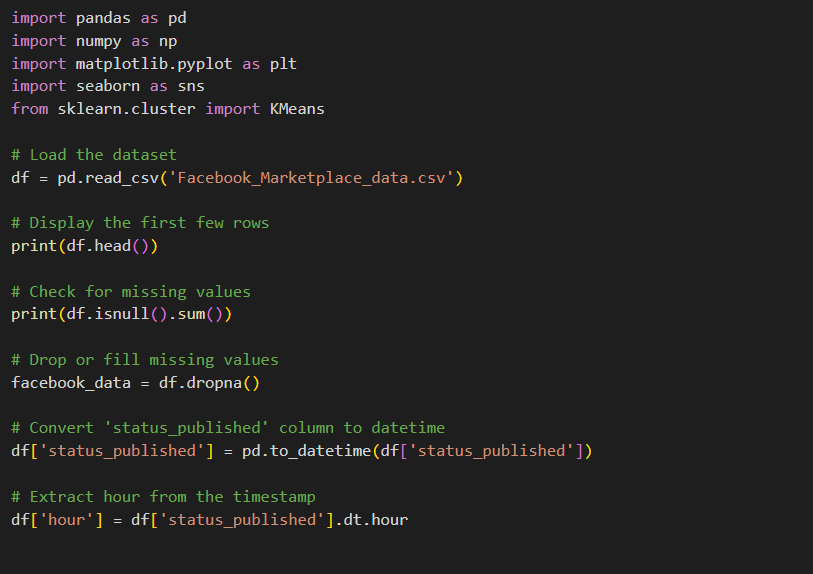 import pandas as pd
import numpy as np
import matplotlib.pyplot as plt
import seaborn as sns
from sklearn.cluster import KMeans
# Load the dataset
df = pd.read_csv('Facebook_Marketplace_data.csv')
# Display the first few rows
print(df.head())
# Check for missing values
print(df.isnull().sum())
# Drop or fill missing values
facebook_data = df.dropna()
# Convert 'status_published' column to datetime
df['status_published'] = pd.to_datetime(df['status_published'])
# Extract hour from the timestamp
df['hour'] = df['status_published'].dt.hour